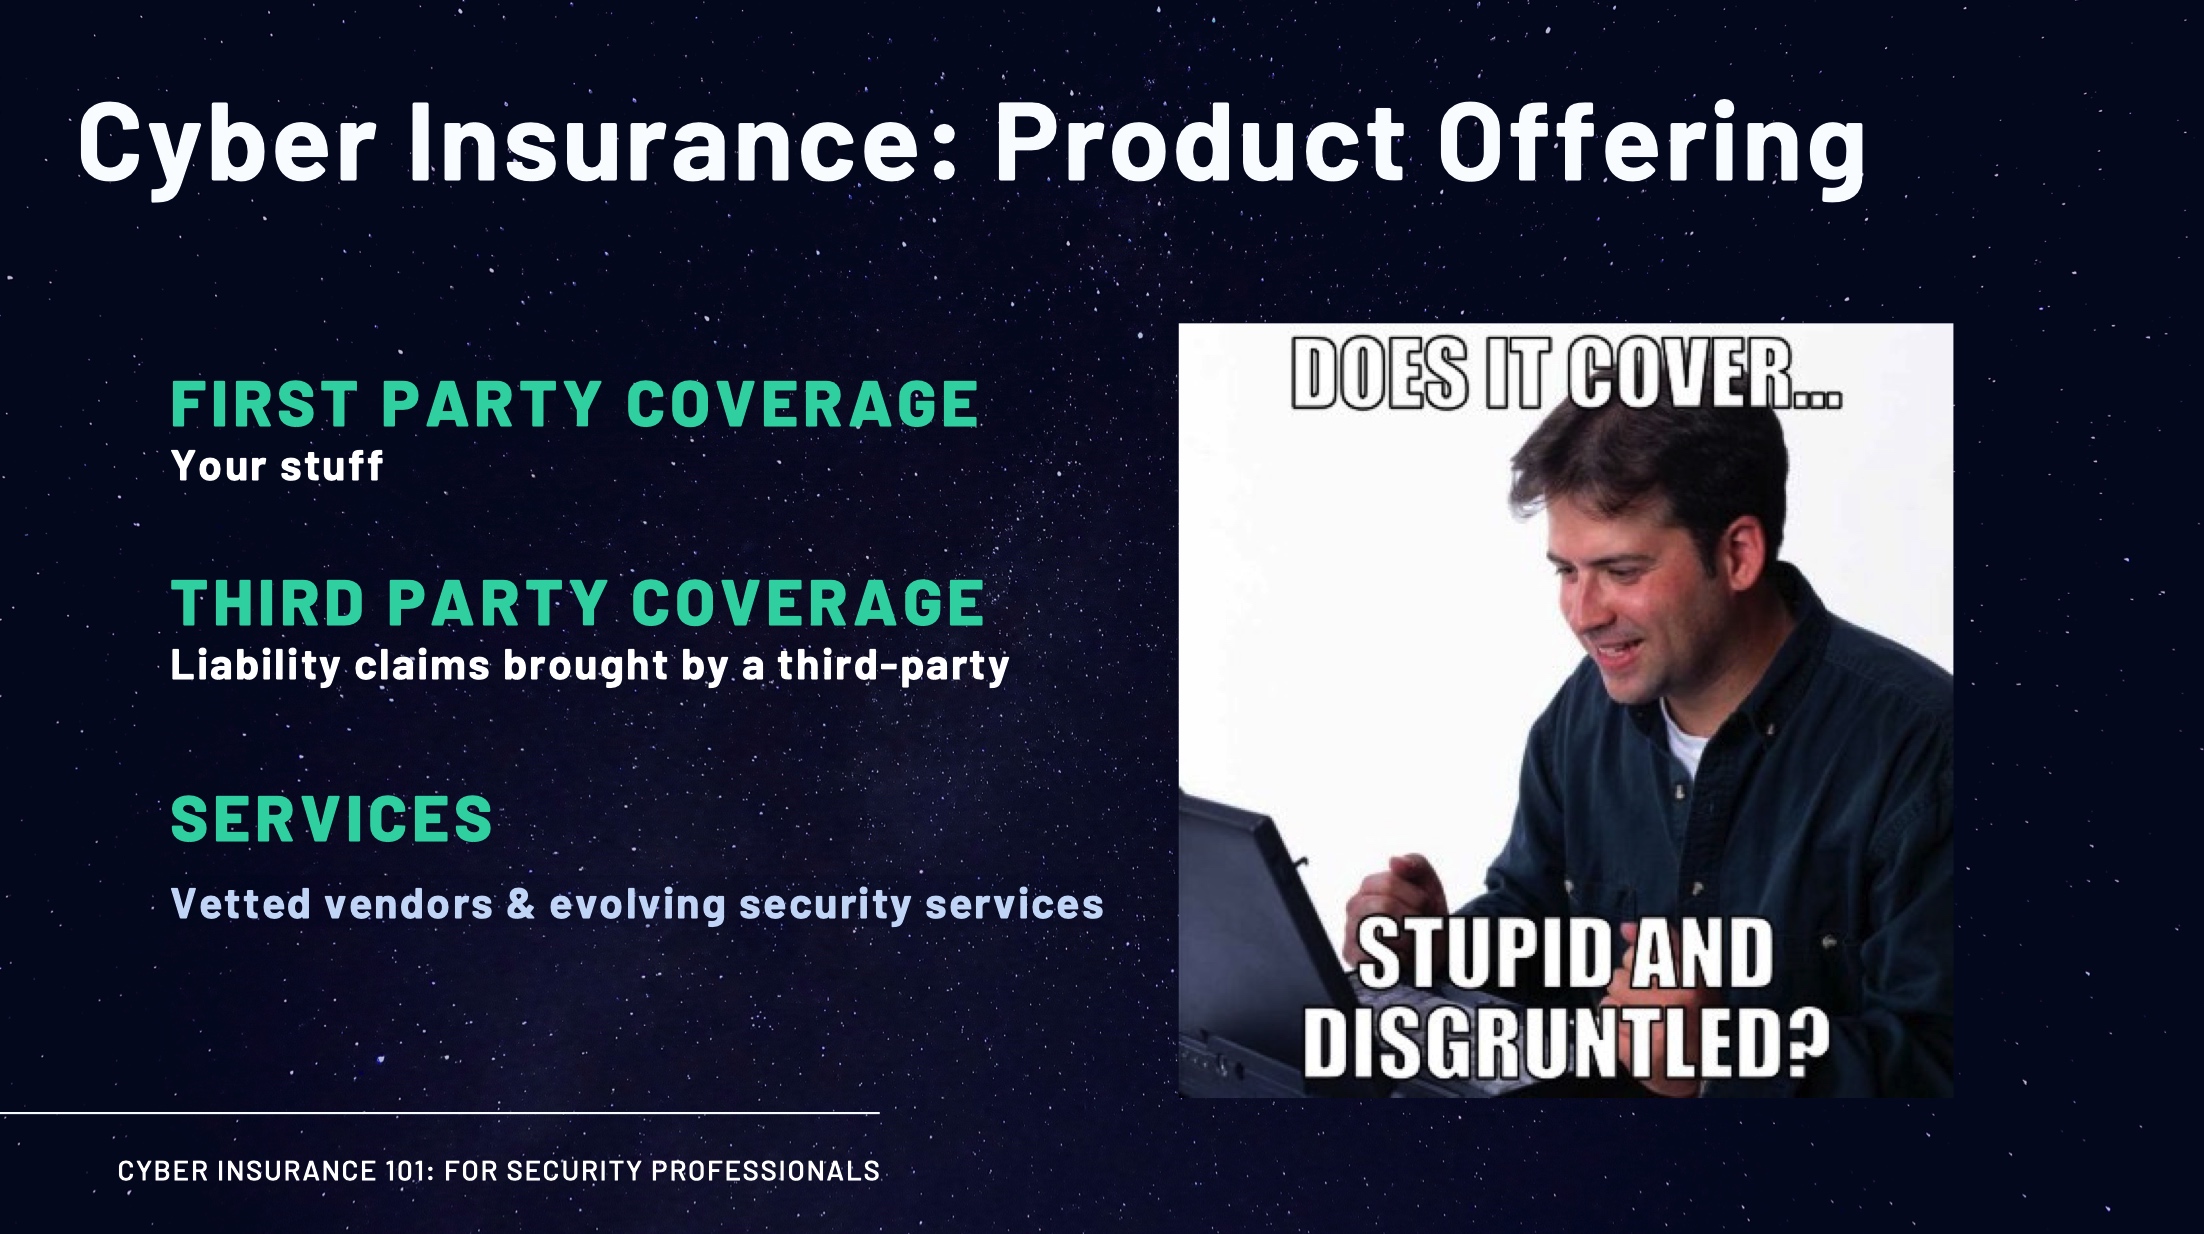 Cyber Insurance: Product Offering
FIRST PARTY COVERAGE
Your stuff
THIRD PARTY COVERAGE
Liability claims brought by a third-party
SERVICES
Vetted vendors & evolving security services
DOES IT COVER...
STUPID AND
DISGRUNTLED?
CYBER INSURANCE 101: FOR SECURITY PROFESSIONALS